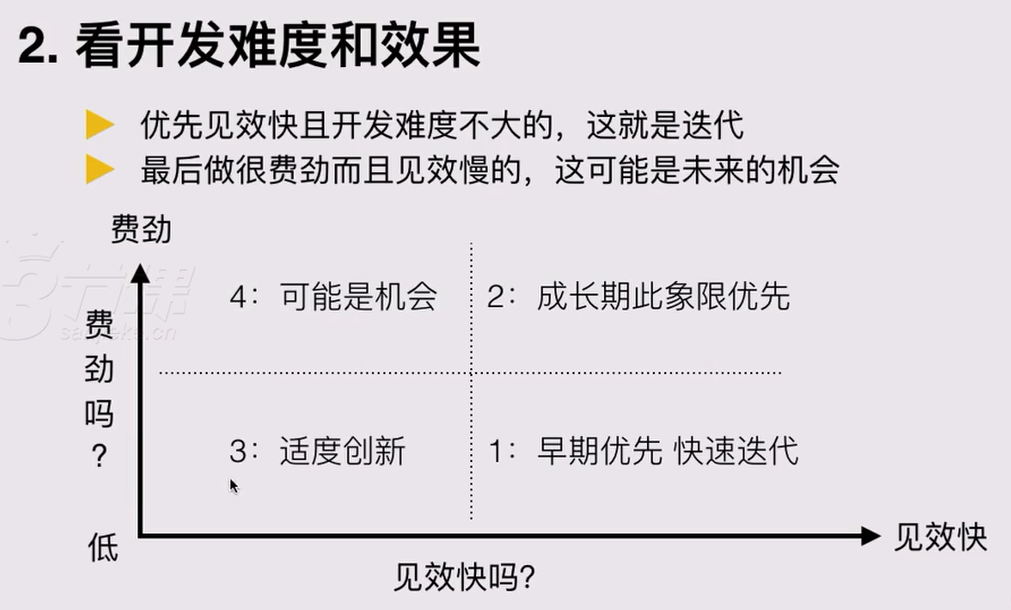 2. 看开发难度和效果
优先见效快且开发难度不大的，这就是迭代
最后做很费劲而且见效慢的，这可能是未来的机会
费劲
4：可能是机会
2：成长期此象限优先
费劲吗？
3：适度创新
1：早期优先 快速迭代
低
见效快
见效快吗？
3节课
sanjieke.cn